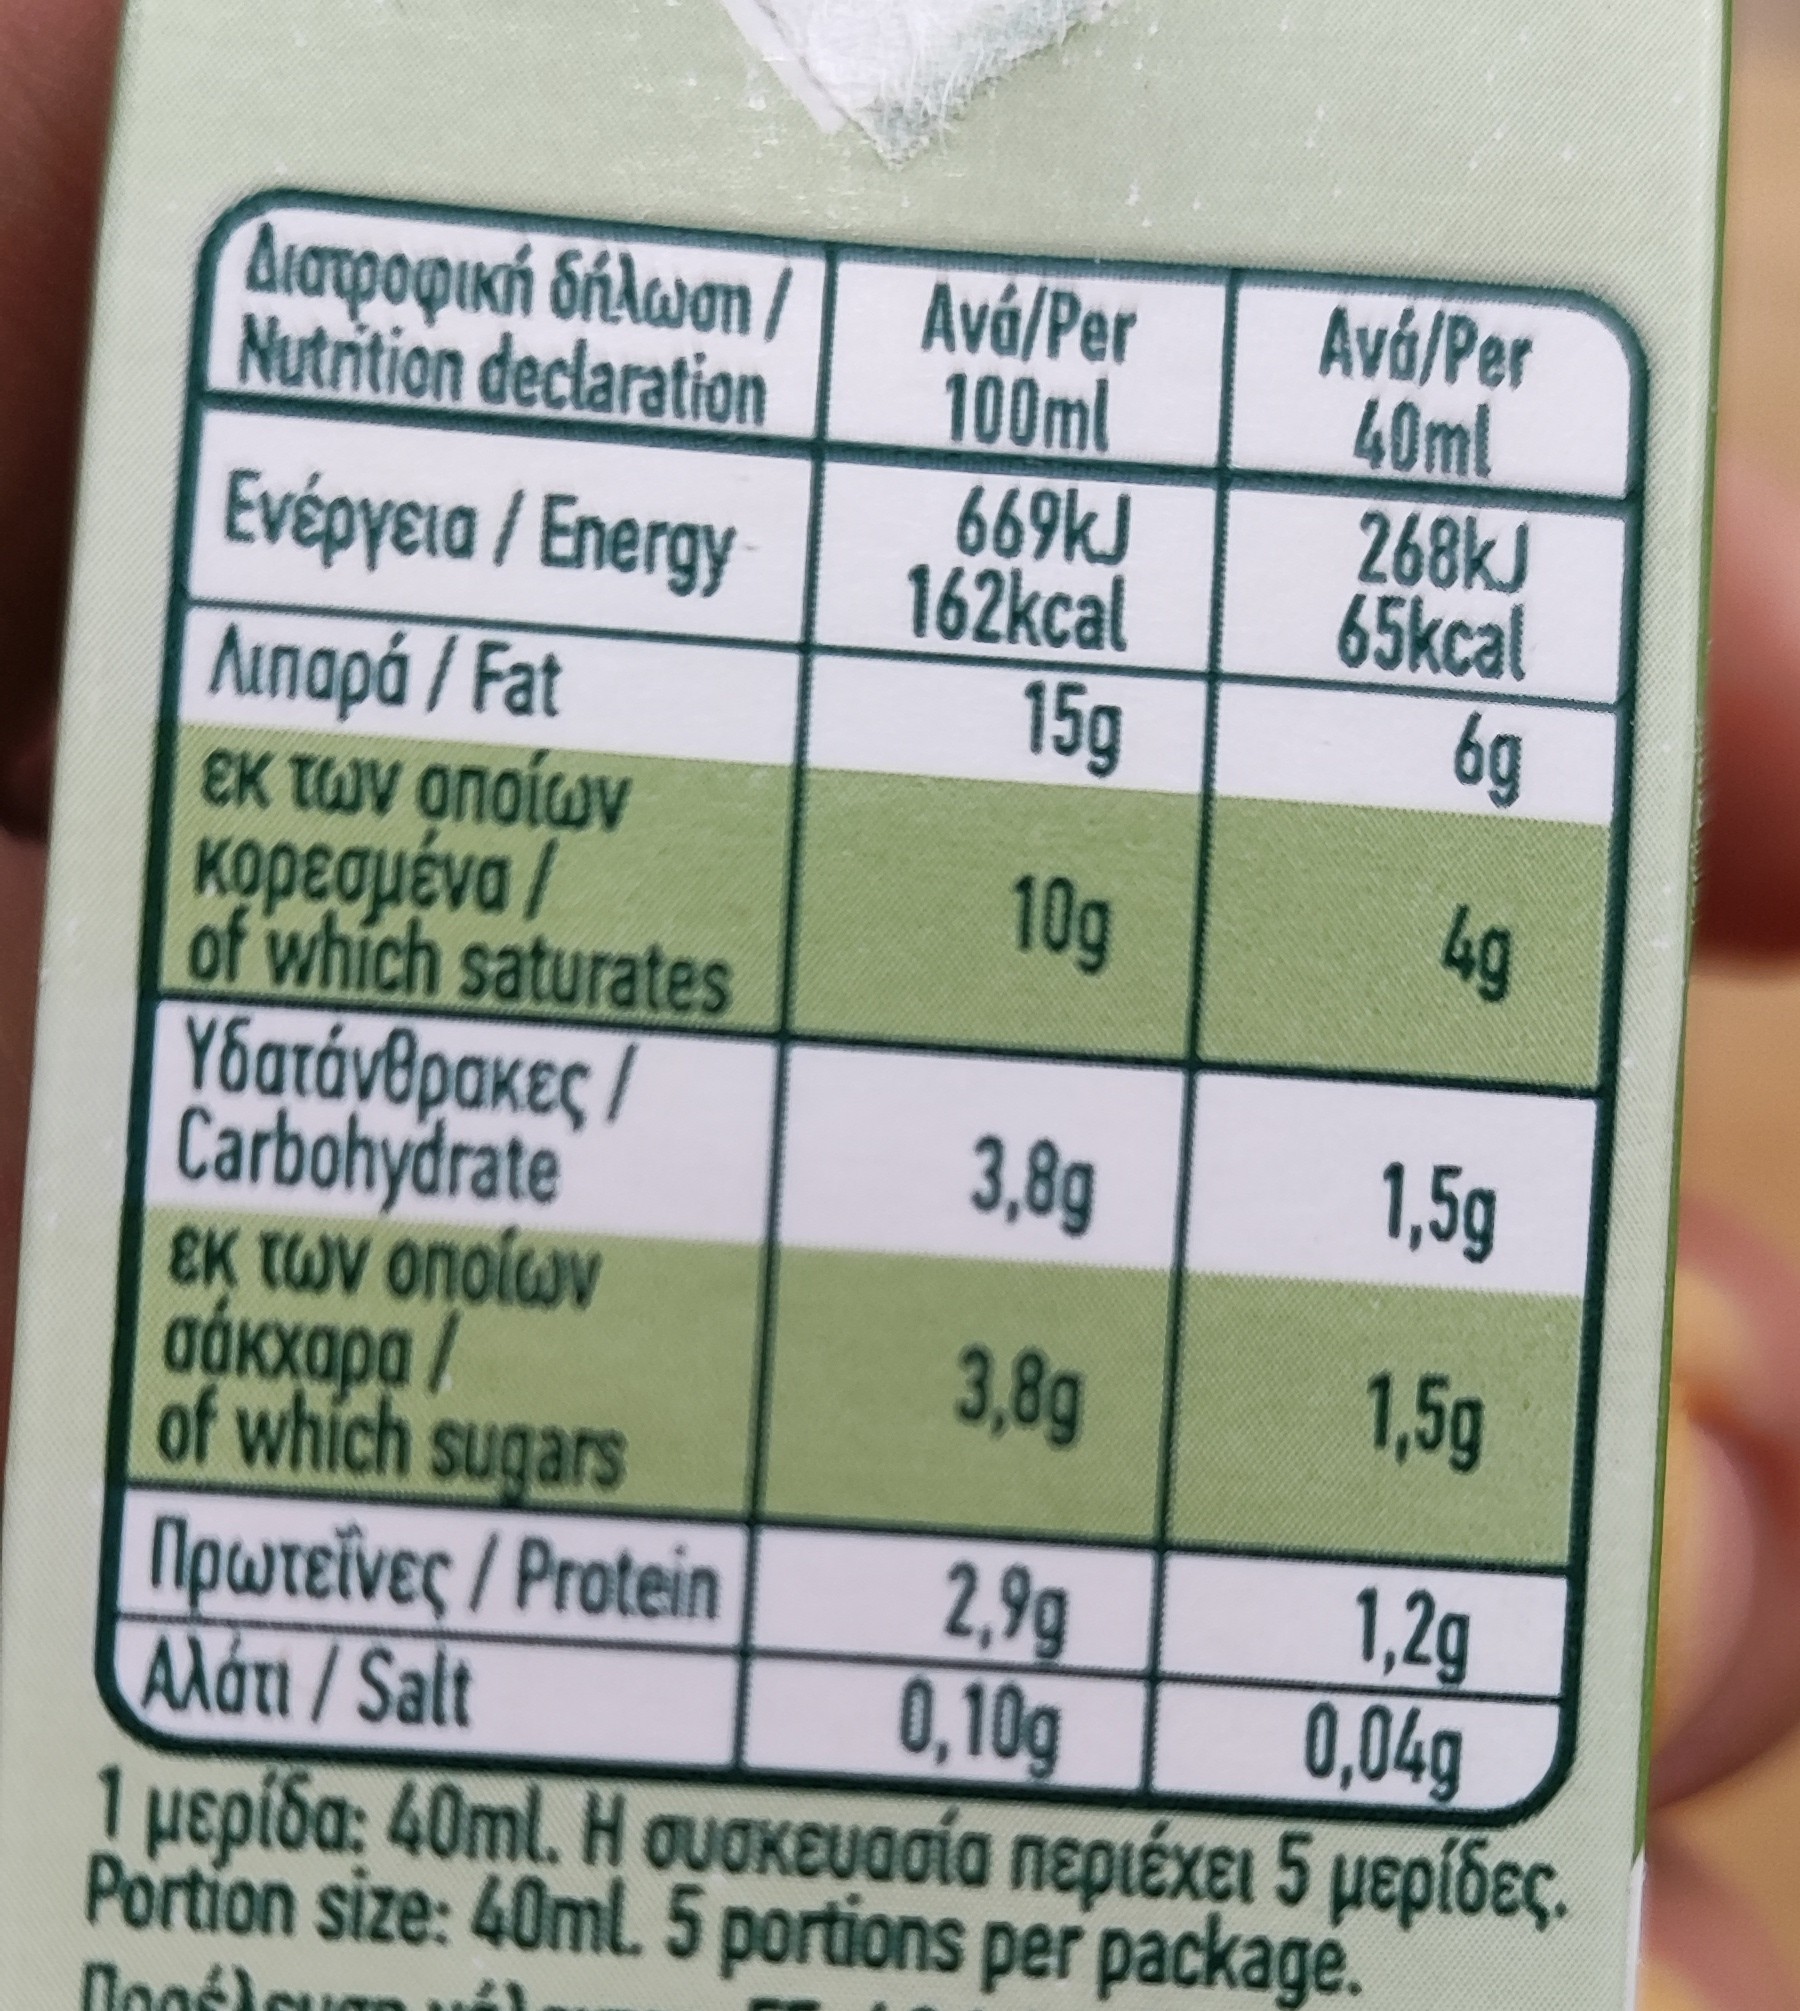 Διατροφική δήλωση / Ανά/Per Ανά/Per
Nutrition declaration 100ml 40ml
Ενέργεια / Energy 669kJ 268kJ
162kcal 65kcal
Λιπαρά / Fat 15g 6g
εκ των οποίων
κορεσμένα /
of which saturates 10g 4g
Υδατάνθρακες /
Carbohydrate 3,8g 1,5g
εκ των οποίων
σάκχαρα /
of which sugars 3,8g 1,5g
Πρωτεΐνες / Protein 2,9g 1,2g
Αλάτι / Salt 0,10g 0,04g
1 μερίδα: 40ml. Η συσκευασία περιέχει 5 μερίδες.
Portion size: 40ml. 5 portions per package.